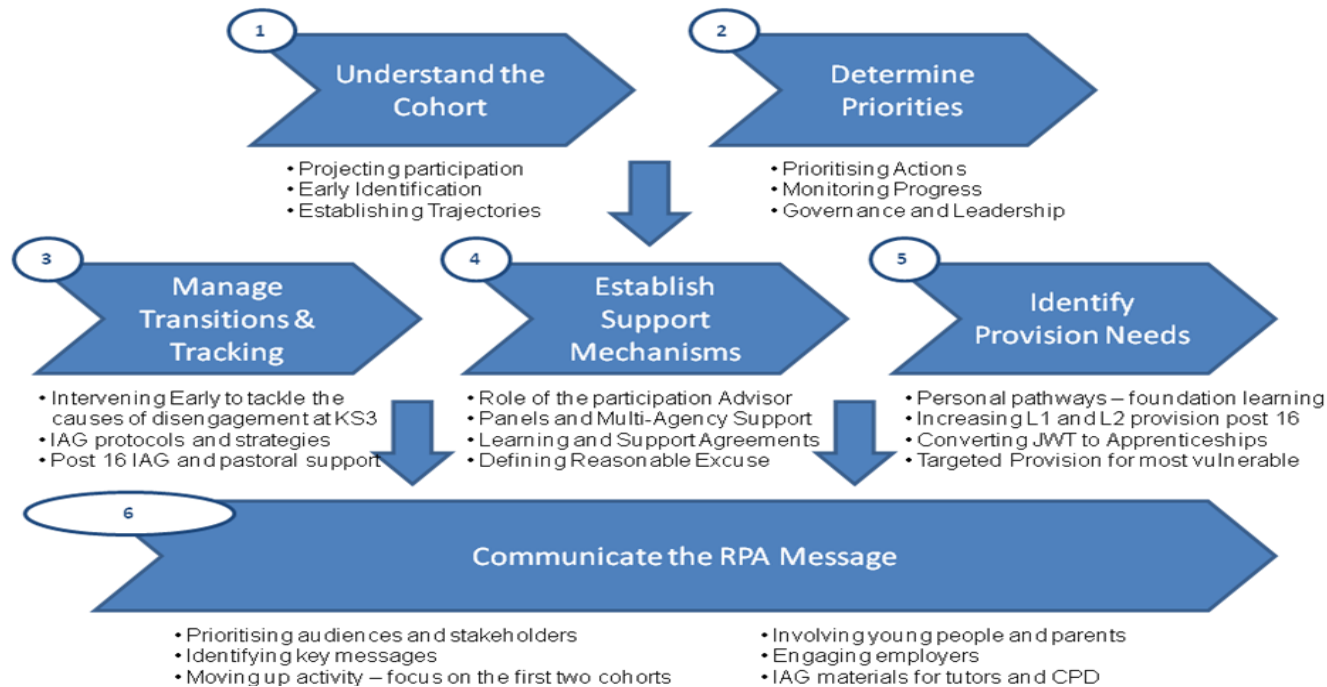 1
Understand the
Cohort
• Projecting participation
• Early Identification
• Establishing Trajectories
2
Determine
Priorities
• Prioritising Actions
• Monitoring Progress
• Governance and Leadership
3
Manage
Transitions &
Tracking
• Intervening Early to tackle the
causes of disengagement at KS3
• IAG protocols and strategies
• Post 16 IAG and pastoral support
4
Establish
Support
Mechanisms
• Role of the participation Advisor
• Panels and Multi-Agency Support
• Learning and Support Agreements
• Defining Reasonable Excuse
5
Identify
Provision Needs
• Personal pathways – foundation learning
• Increasing L1 and L2 provision post 16
• Converting JWT to Apprenticeships
• Targeted Provision for most vulnerable
6
Communicate the RPA Message
• Prioritising audiences and stakeholders
• Identifying key messages
• Moving up activity – focus on the first two cohorts
• Involving young people and parents
• Engaging employers
• IAG materials for tutors and CPD